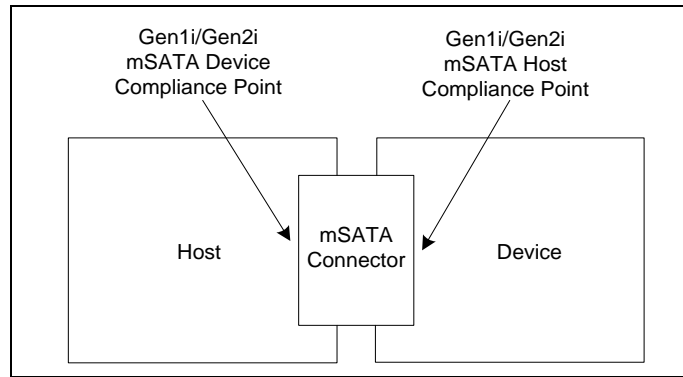 Gen1i/Gen2i
mSATA Device
Compliance Point
Gen1i/Gen2i
mSATA Host
Compliance Point
Host
mSATA
Connector
Device